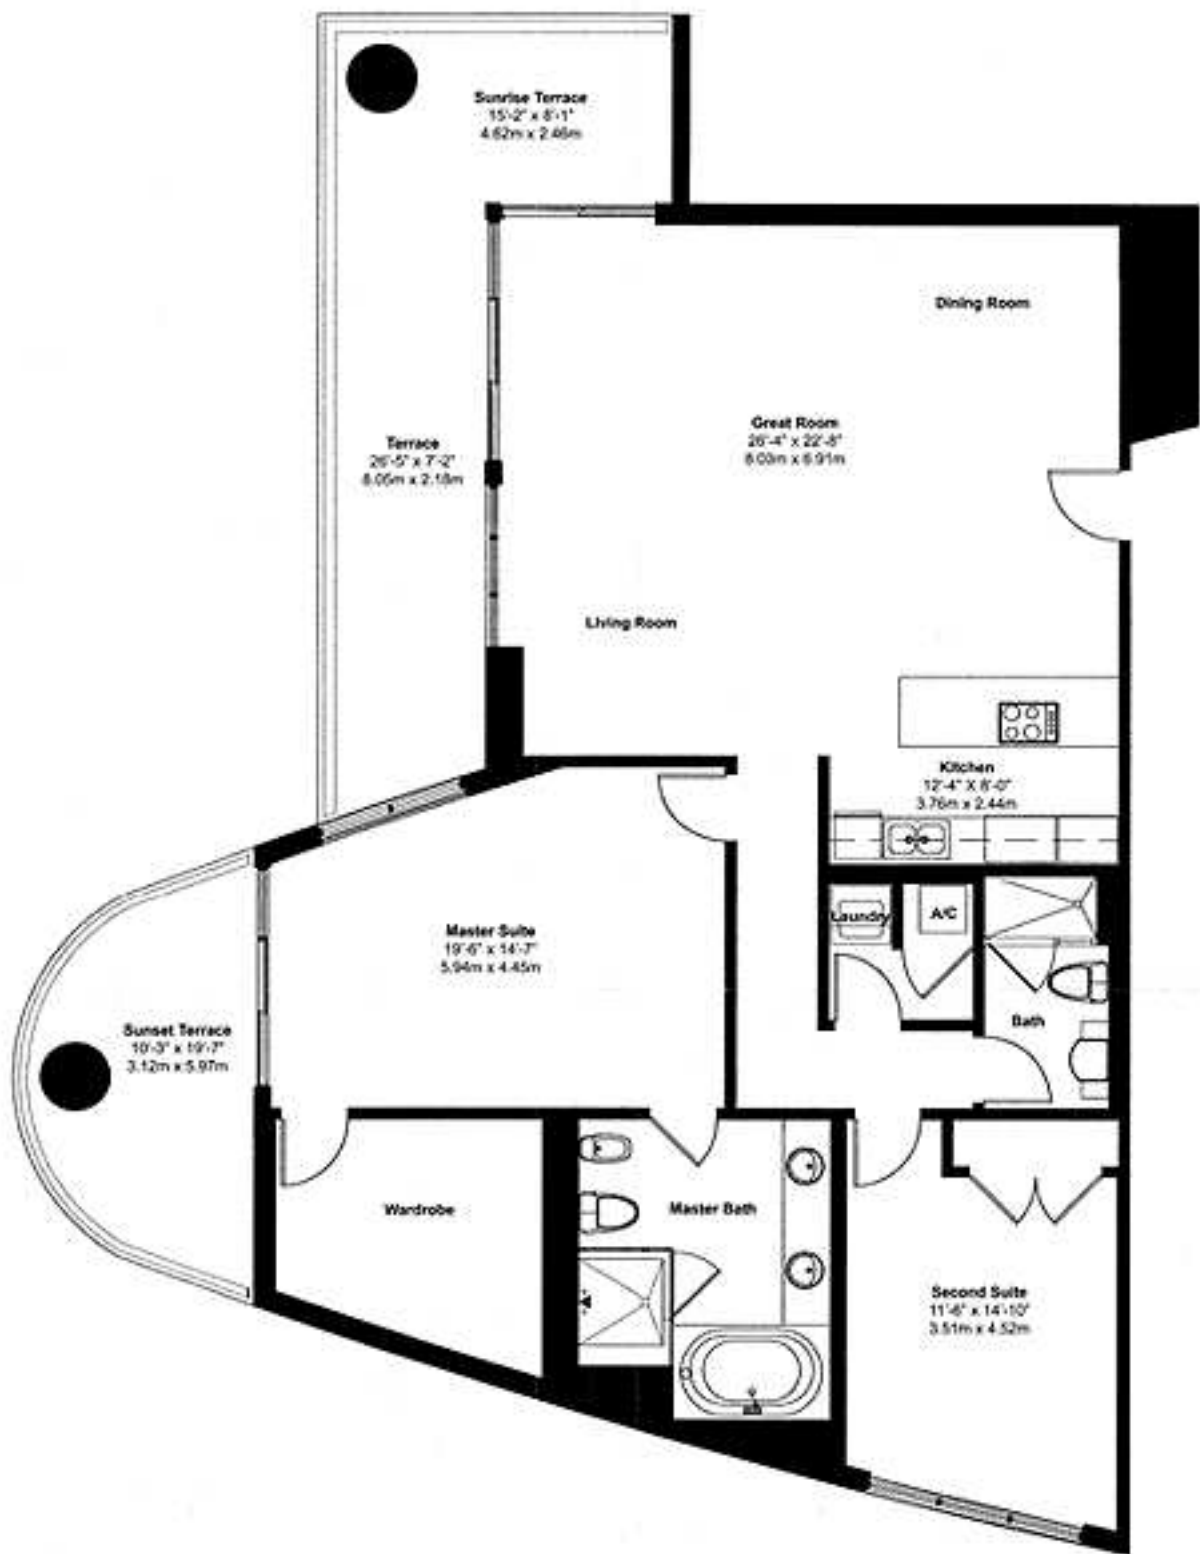 Sunrise Terrace
15'-2" x 8'-1"
4.62m x 2.46m
Dining Room
Great Room
26'-4" x 22'-8"
8.03m x 6.91m
Terrace
26'-5" x 7'-2"
8.05m x 2.18m
Living Room
Kitchen
12'-4" X 8'-0"
3.76m x 2.44m
Laundry
A/C
Master Suite
19'-6" x 14'-7"
5.94m x 4.45m
Bath
Sunset Terrace
10'-3" x 19'-7"
3.12m x 5.97m
Wardrobe
Master Bath
Second Suite
11'-6" x 14'-10"
3.51m x 4.52m